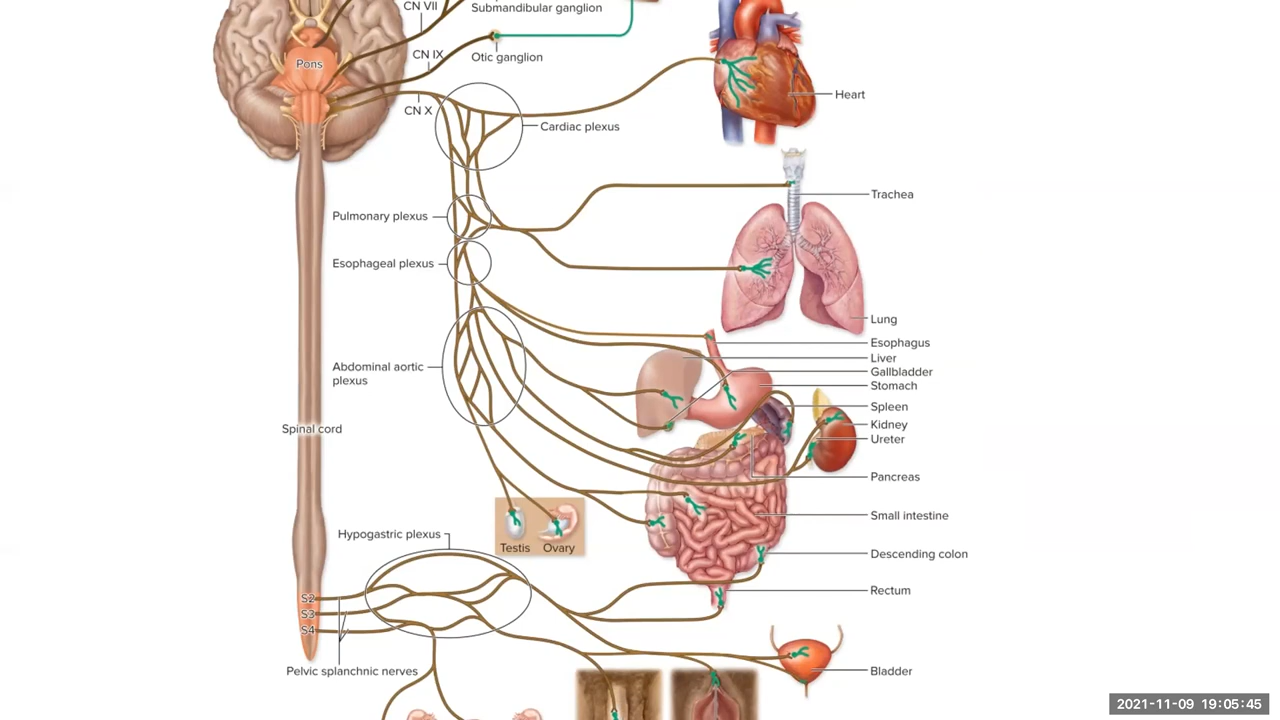 CN VII
Submandibular ganglion
Pons
CN IX
Otic ganglion
CN X
Cardiac plexus
Heart
Pulmonary plexus
Trachea
Esophageal plexus
Lung
Esophagus
Liver
Gallbladder
Stomach
Abdominal aortic
plexus
Spleen
Kidney
Ureter
Spinal cord
Pancreas
Small intestine
Hypogastric plexus
Testis Ovary
Descending colon
Rectum
S2
S3
S4
Pelvic splanchnic nerves
Bladder
2021-11-09 19:05:45